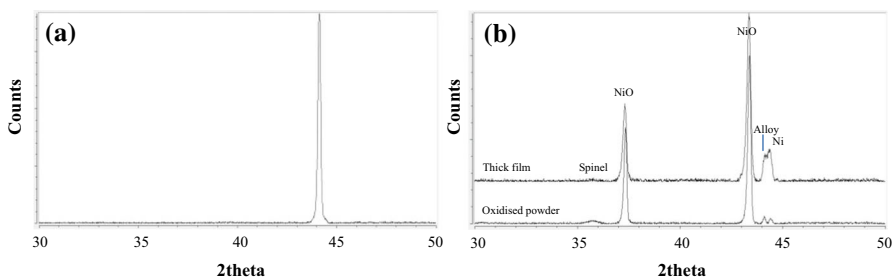 (a)
Counts
30 35 40 45 50
2theta
(b)
Counts
NiO
NiO
Alloy
Ni
Thick film
Spinel
Oxidised powder
30 35 40 45 50
2theta